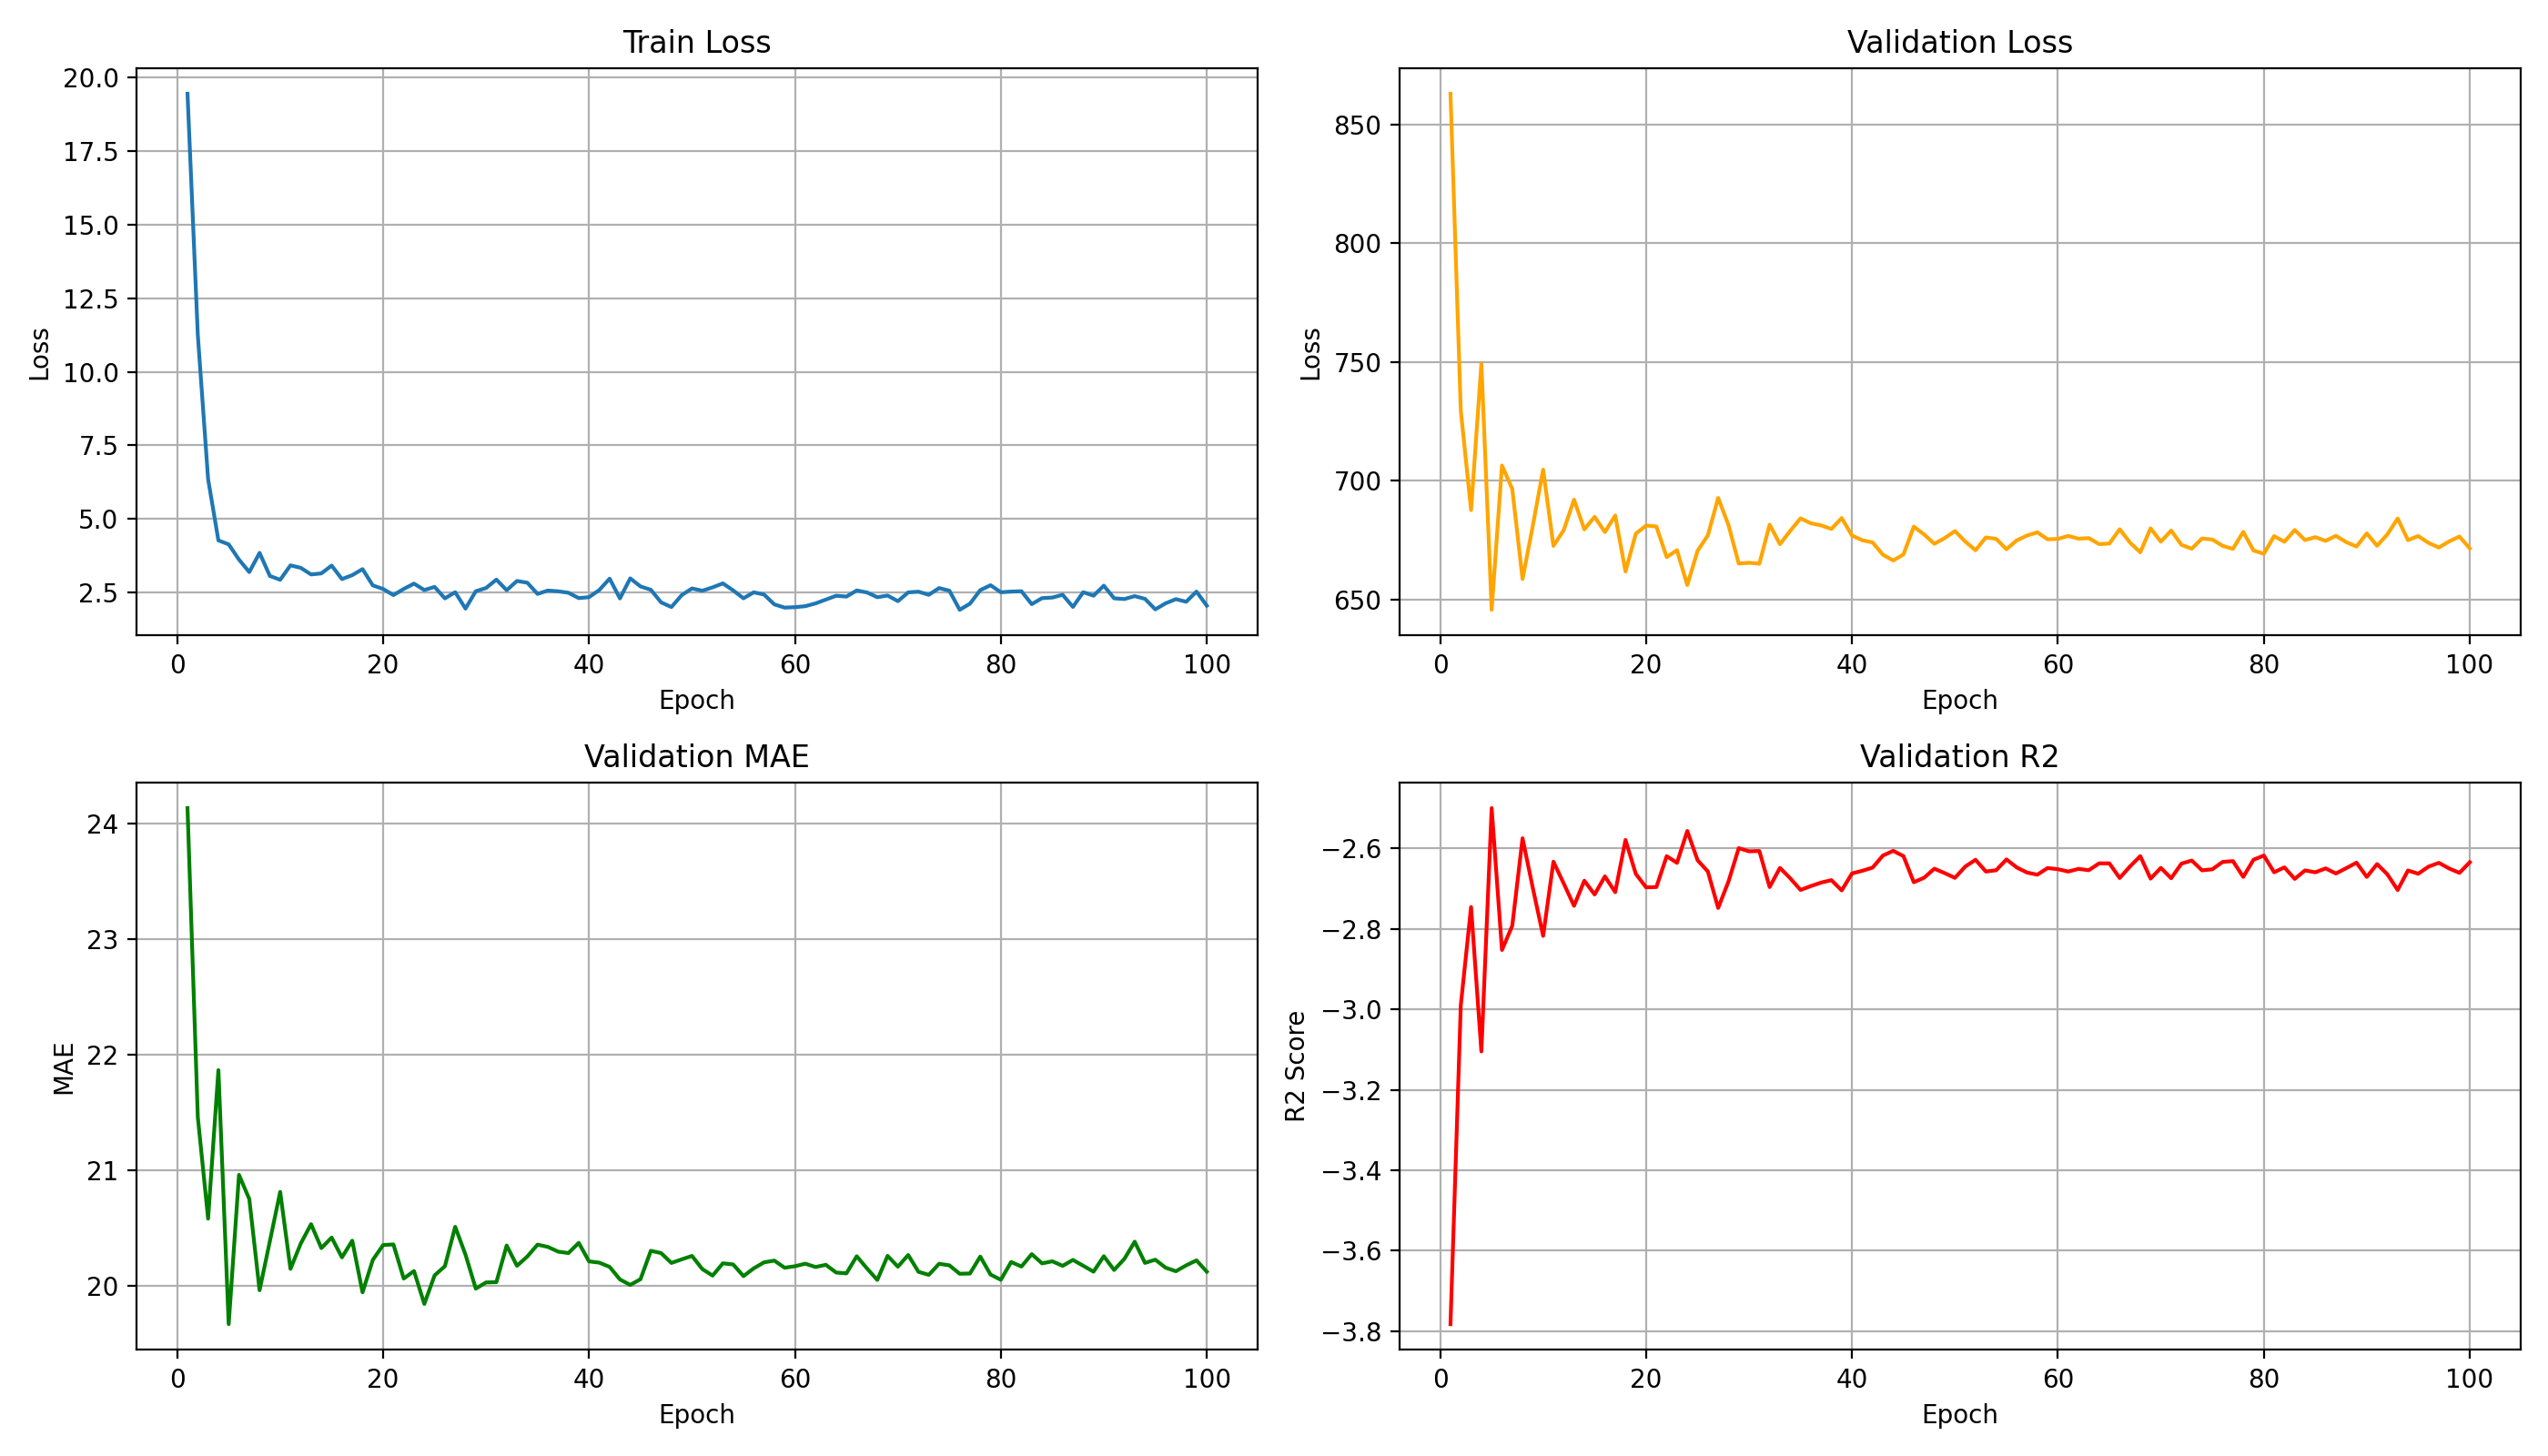 Train Loss
20.0
17.5
15.0
12.5
10.0
7.5
5.0
2.5
Loss
0 20 40 60 80 100
Epoch
Validation Loss
850
800
750
700
650
Loss
0 20 40 60 80 100
Epoch
Validation MAE
24
23
22
21
20
MAE
0 20 40 60 80 100
Epoch
Validation R2
−2.6
−2.8
−3.0
−3.2
−3.4
−3.6
−3.8
R2 Score
0 20 40 60 80 100
Epoch